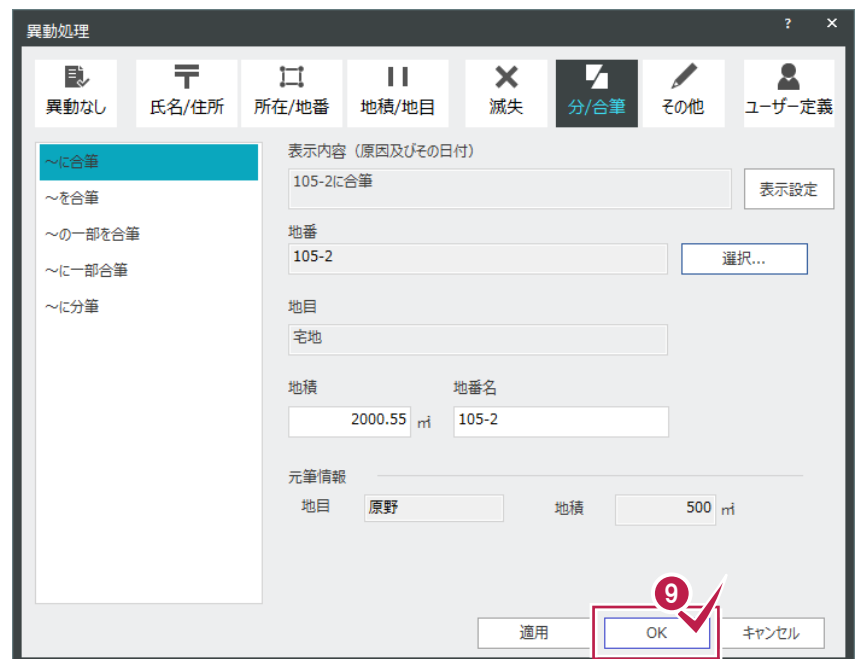 異動処理 ? ×
異動なし 氏名/住所 所在/地番 地積/地目 滅失 分/合筆 その他 ユーザー定義
～に合筆
～を合筆
～の一部を合筆
～に一部合筆
～に分筆
表示内容（原因及びその日付）
105-2に合筆
表示設定
地番
105-2
選択...
地目
宅地
地積 地番名
2000.55 ㎡ 105-2
元筆情報
地目 原野 地積 500 ㎡
9
適用 OK キャンセル